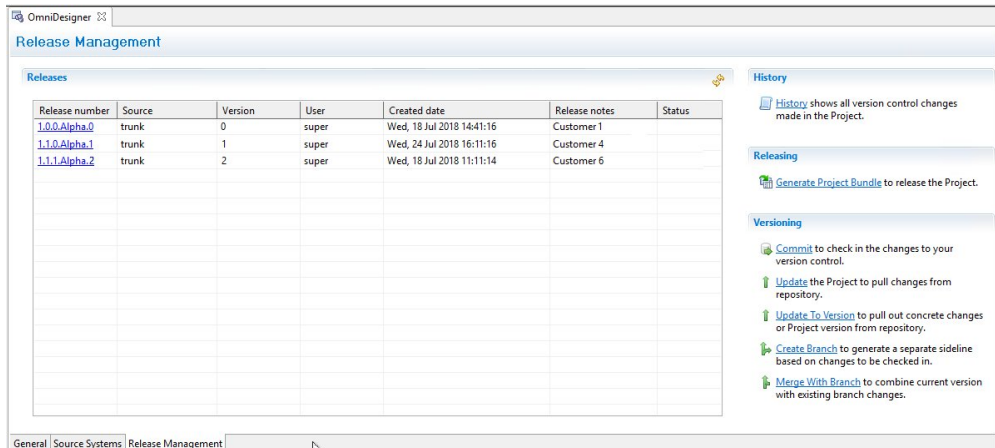 OmniDesigner
Release Management
Releases
Release number Source Version User Created date Release notes Status
1.0.0.Alpha.0 trunk 0 super Wed, 18 Jul 2018 14:41:16 Customer 1
1.1.0.Alpha.1 trunk 1 super Wed, 24 Jul 2018 16:11:16 Customer 4
1.1.1.Alpha.2 trunk 2 super Wed, 18 Jul 2018 11:11:14 Customer 6
History
History shows all version control changes
made in the Project.
Releasing
Generate Project Bundle to release the Project.
Versioning
Commit to check in the changes to your
version control.
Update the Project to pull changes from
repository.
Update To Version to pull out concrete changes
or Project version from repository.
Create Branch to generate a separate sideline
based on changes to be checked in.
Merge With Branch to combine current version
with existing branch changes.
General Source Systems Release Management